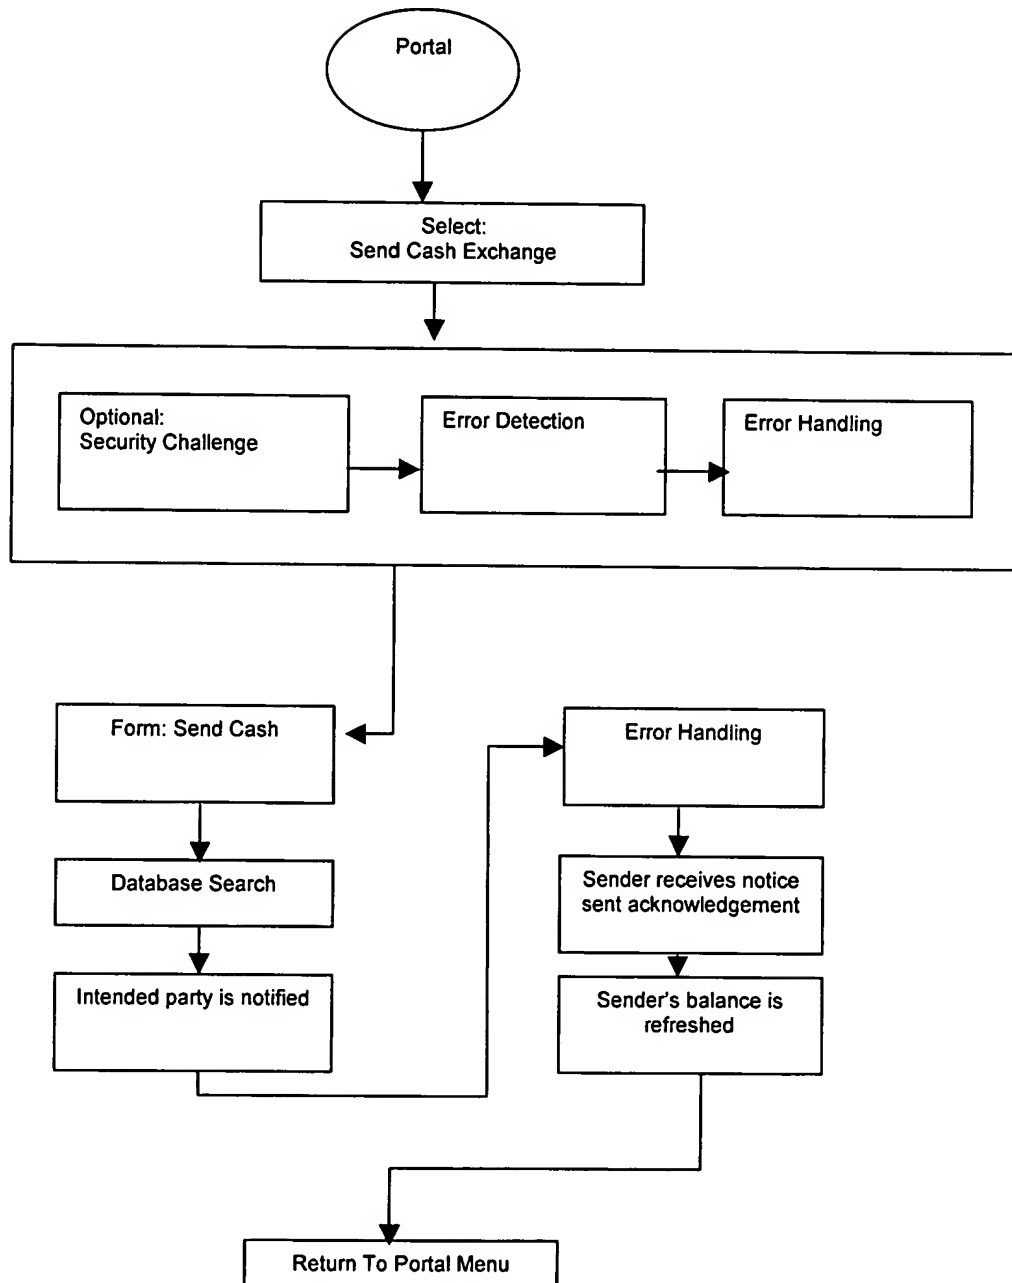 Portal
Select:
Send Cash Exchange
Optional:
Security Challenge
Error Detection
Error Handling
Form: Send Cash
Database Search
Intended party is notified
Error Handling
Sender receives notice
sent acknowledgement
Sender's balance is
refreshed
Return To Portal Menu